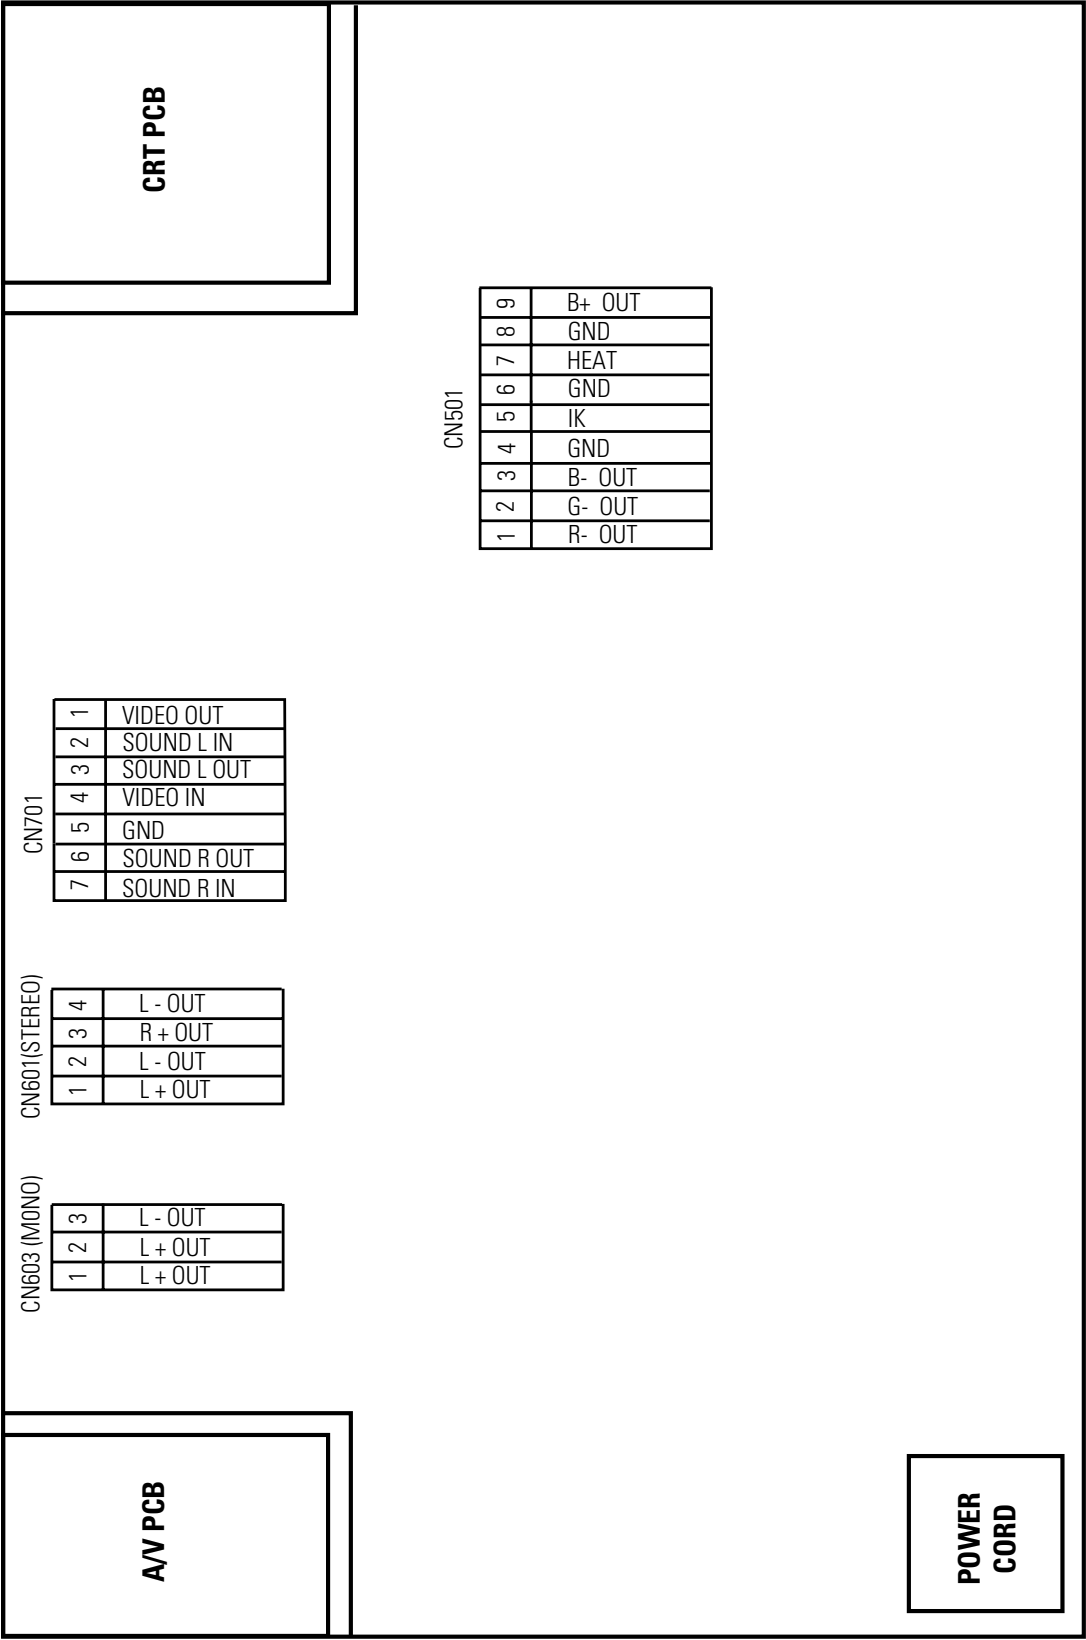 CRT PCB
CN501
9 B+ OUT
8 GND
7 HEAT
6 GND
5 IK
4 GND
3 B- OUT
2 G- OUT
1 R- OUT
CN701
1 VIDEO OUT
2 SOUND L IN
3 SOUND L OUT
4 VIDEO IN
5 GND
6 SOUND R OUT
7 SOUND R IN
CN601(STEREO)
4 L - OUT
3 R + OUT
2 L - OUT
1 L + OUT
CN603 (MONO)
3 L - OUT
2 L + OUT
1 L + OUT
A/V PCB
POWER
CORD